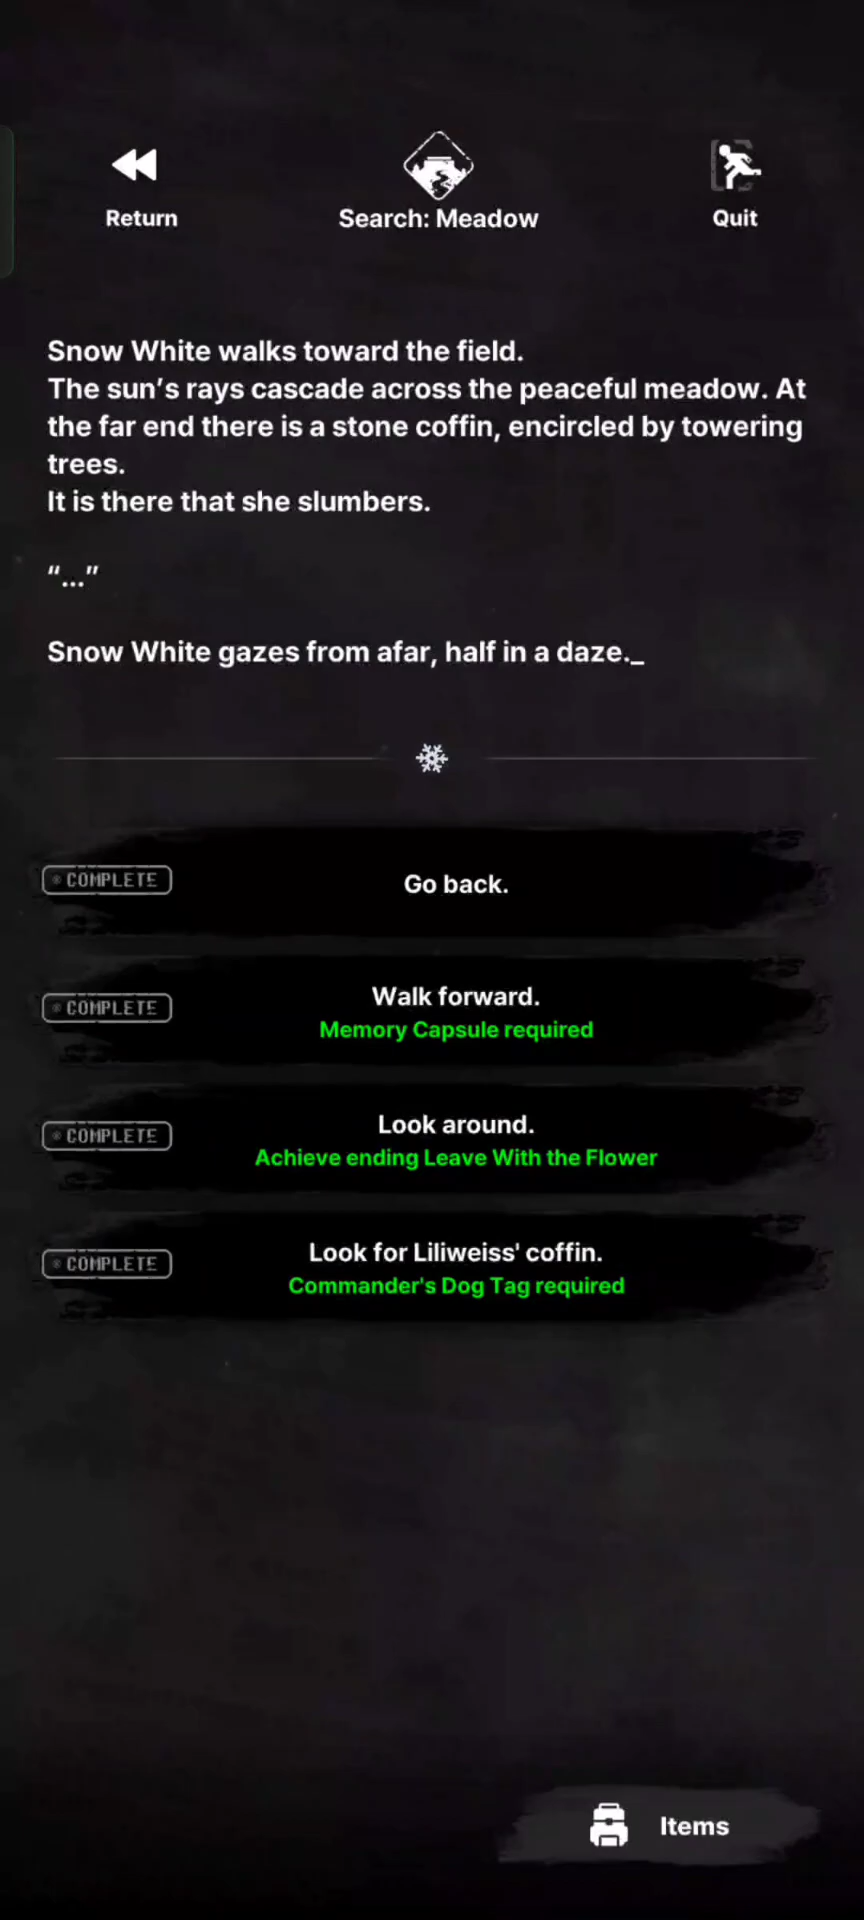 Return
Search: Meadow
Quit
Snow White walks toward the field.
The sun’s rays cascade across the peaceful meadow. At
the far end there is a stone coffin, encircled by towering
trees.
It is there that she slumbers.
“...”
Snow White gazes from afar, half in a daze._
COMPLETE
Go back.
COMPLETE
Walk forward.
Memory Capsule required
COMPLETE
Look around.
Achieve ending Leave With the Flower
COMPLETE
Look for Liliweiss' coffin.
Commander's Dog Tag required
Items